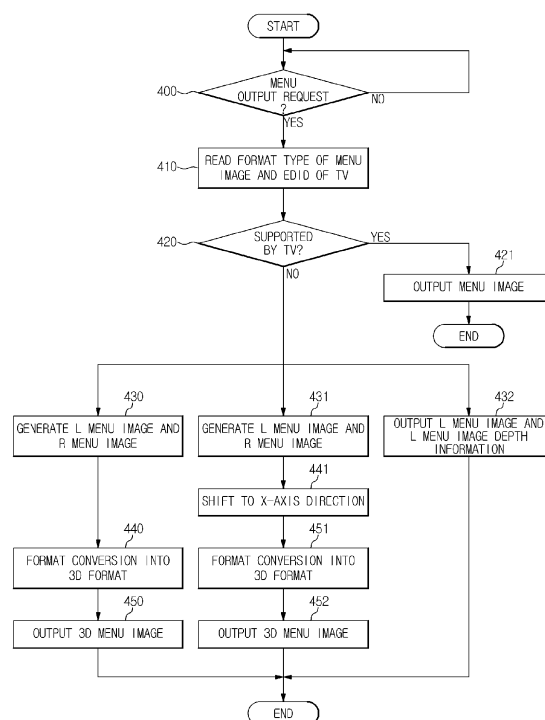 START
400
MENU
OUTPUT REQUEST
?
NO
YES
410
READ FORMAT TYPE OF MENU
IMAGE AND EDID OF TV
420
SUPPORTED
BY TV?
YES
NO
421
OUTPUT MENU IMAGE
END
430
GENERATE L MENU IMAGE AND
R MENU IMAGE
431
GENERATE L MENU IMAGE AND
R MENU IMAGE
432
OUTPUT L MENU IMAGE AND
L MENU IMAGE DEPTH
INFORMATION
441
SHIFT TO X-AXIS DIRECTION
440
FORMAT CONVERSION INTO
3D FORMAT
451
FORMAT CONVERSION INTO
3D FORMAT
450
OUTPUT 3D MENU IMAGE
452
OUTPUT 3D MENU IMAGE
END